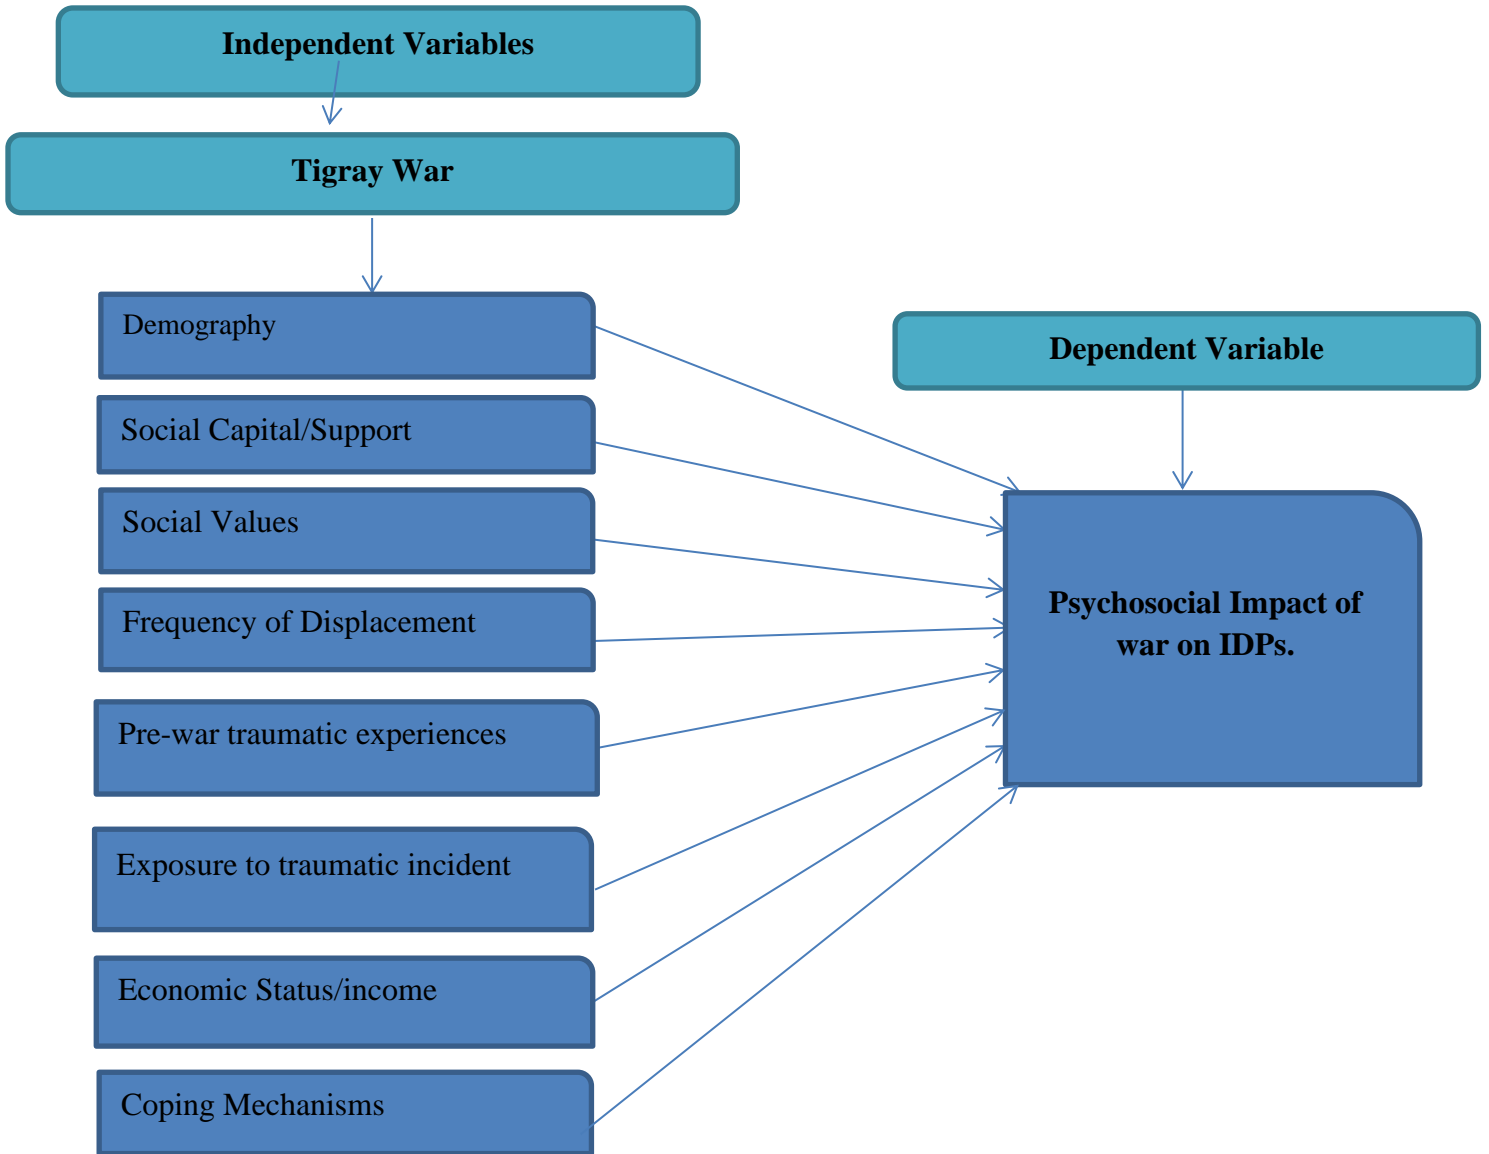 Independent Variables
Tigray War
Demography
Social Capital/Support
Social Values
Frequency of Displacement
Pre-war traumatic experiences
Exposure to traumatic incident
Economic Status/income
Coping Mechanisms
Dependent Variable
Psychosocial Impact of
war on IDPs.